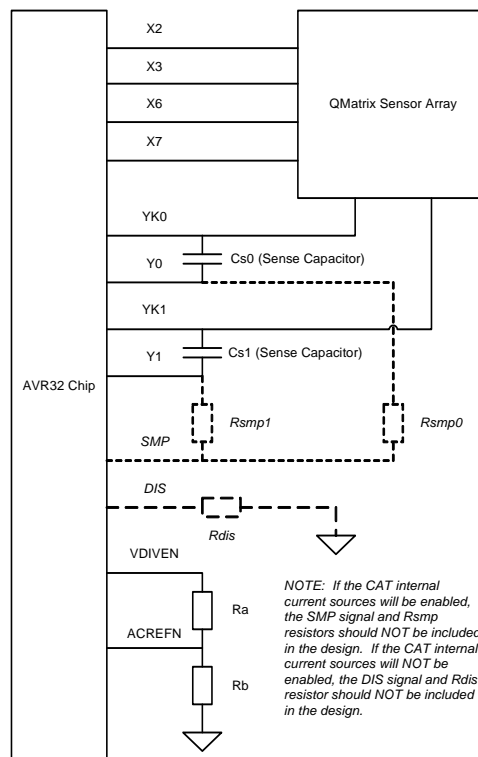 X2
X3
QMatrix Sensor Array
X6
X7
YK0
Y0
Cs0 (Sense Capacitor)
YK1
Y1
Cs1 (Sense Capacitor)
AVR32 Chip
Rsmp1
Rsmp0
SMP
DIS
Rdis
VDIVEN
Ra
ACREFN
Rb
NOTE: If the CAT internal
current sources will be enabled,
the SMP signal and Rsmp
resistors should NOT be included
in the design. If the CAT internal
current sources will NOT be
enabled, the DIS signal and Rdis
resistor should NOT be included
in the design.